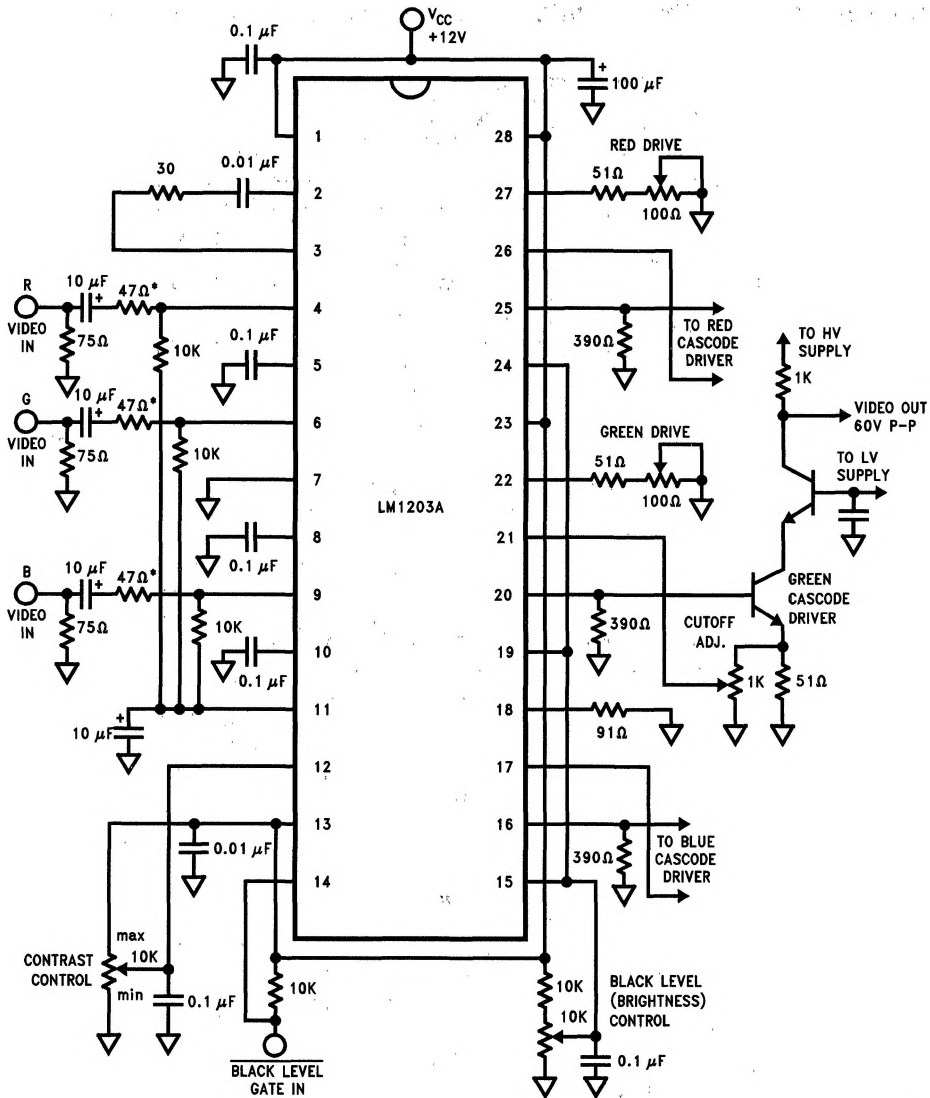 VCC
+12V
0.1 μF
+
100 μF
1
28
RED DRIVE
30
0.01 μF
2
27
51Ω
100Ω
3
26
R
VIDEO
IN
10 μF
+
47Ω*
75Ω
10K
4
25
390Ω
TO RED
CASCODE
DRIVER
0.1 μF
5
24
TO HV
SUPPLY
1K
VIDEO OUT
60V P-P
G
VIDEO
IN
10 μF
+
47Ω*
75Ω
10K
6
23
GREEN DRIVE
51Ω
100Ω
TO LV
SUPPLY
7
22
LM1203A
8
21
0.1 μF
B
VIDEO
IN
10 μF
+
47Ω*
75Ω
10K
9
20
390Ω
GREEN
CASCODE
DRIVER
CUTOFF
ADJ.
1K
51Ω
10
19
0.1 μF
11
18
91Ω
+
10 μF
12
17
13
16
0.01 μF
390Ω
TO BLUE
CASCODE
DRIVER
14
15
CONTRAST
CONTROL
max
10K
min
0.1 μF
10K
BLACK LEVEL
GATE IN
10K
10K
BLACK LEVEL
(BRIGHTNESS)
CONTROL
0.1 μF